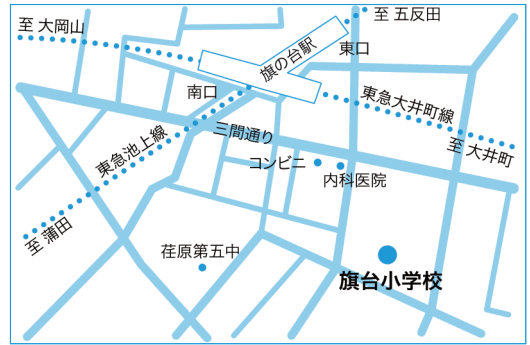 至 五反田
至 大岡山
東口
旗の台駅
南口
東急大井町線
三間通り
東急池上線
至 大井町
コンビニ
内科医院
至 蒲田
荏原第五中
旗台小学校